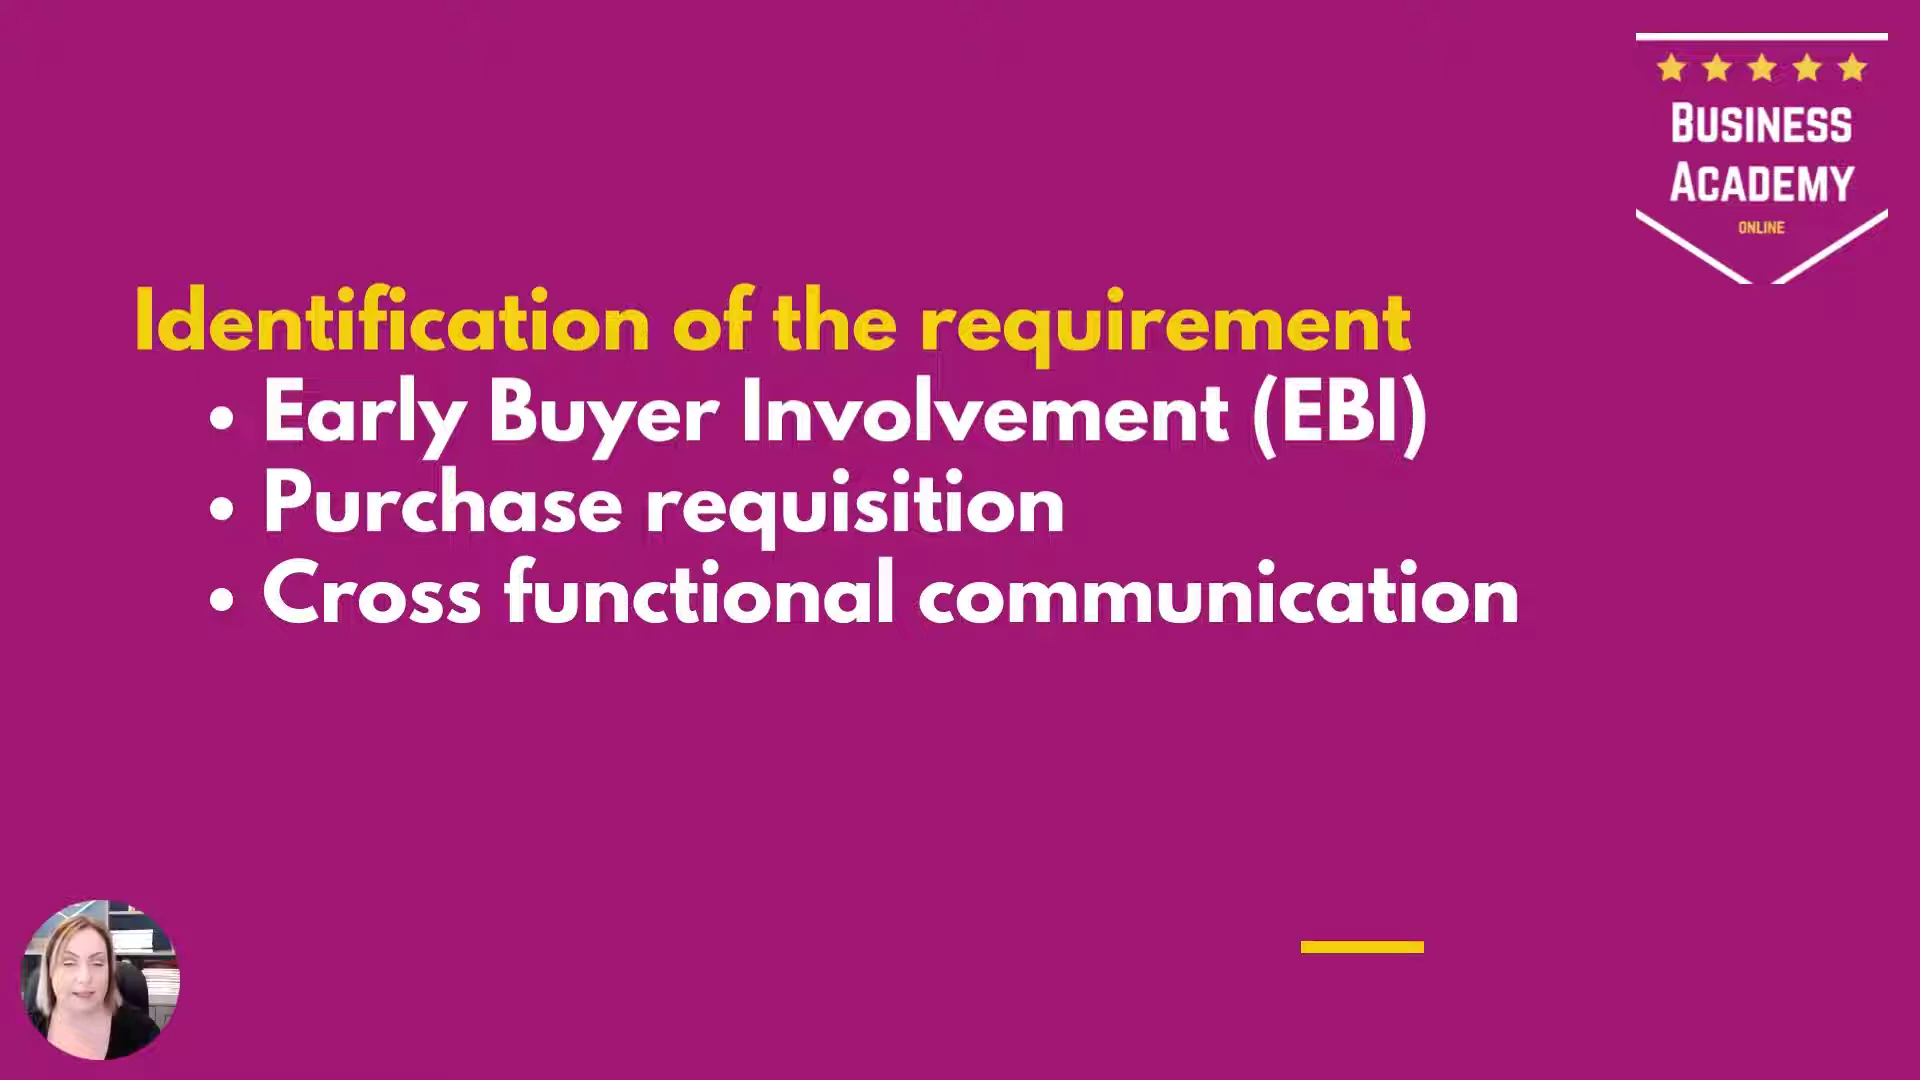 BUSINESS
ACADEMY
ONLINE
Identification of the requirement
• Early Buyer Involvement (EBI)
• Purchase requisition
• Cross functional communication